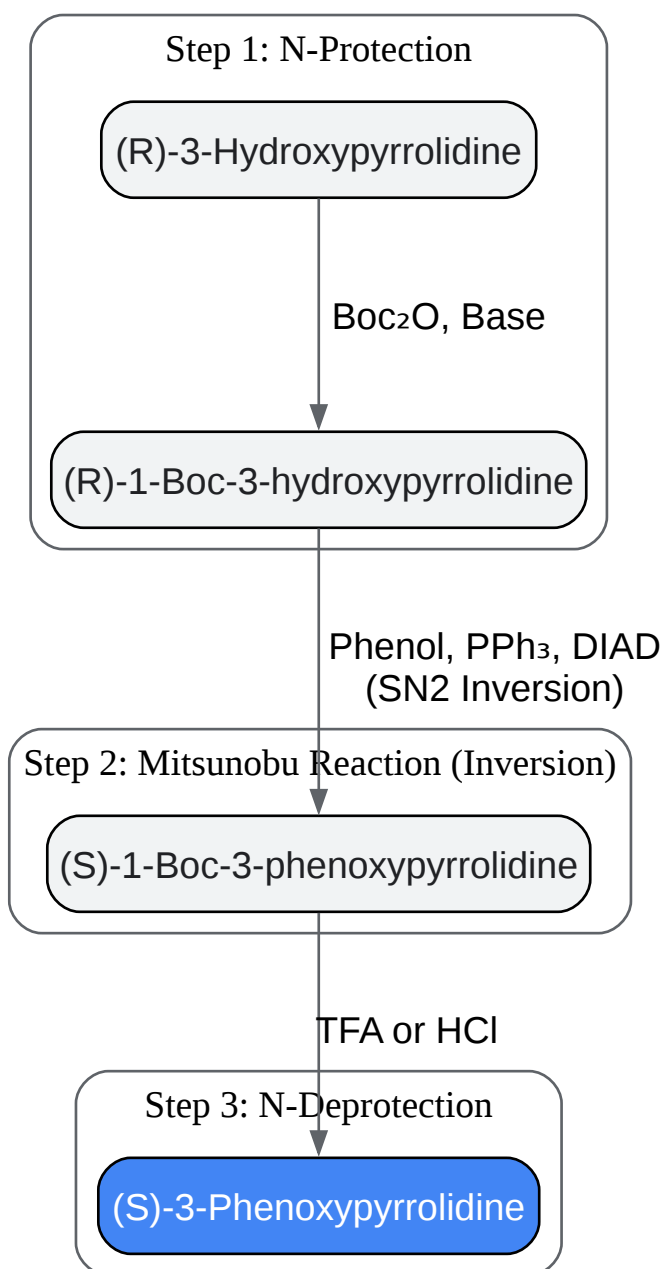 Step 1: N-Protection
(R)-3-Hydroxypyrrolidine
Boc₂O, Base
(R)-1-Boc-3-hydroxypyrrolidine
Phenol, PPh₃, DIAD
(SN2 Inversion)
Step 2: Mitsunobu Reaction (Inversion)
(S)-1-Boc-3-phenoxypyrrolidine
TFA or HCl
Step 3: N-Deprotection
(S)-3-Phenoxypyrrolidine